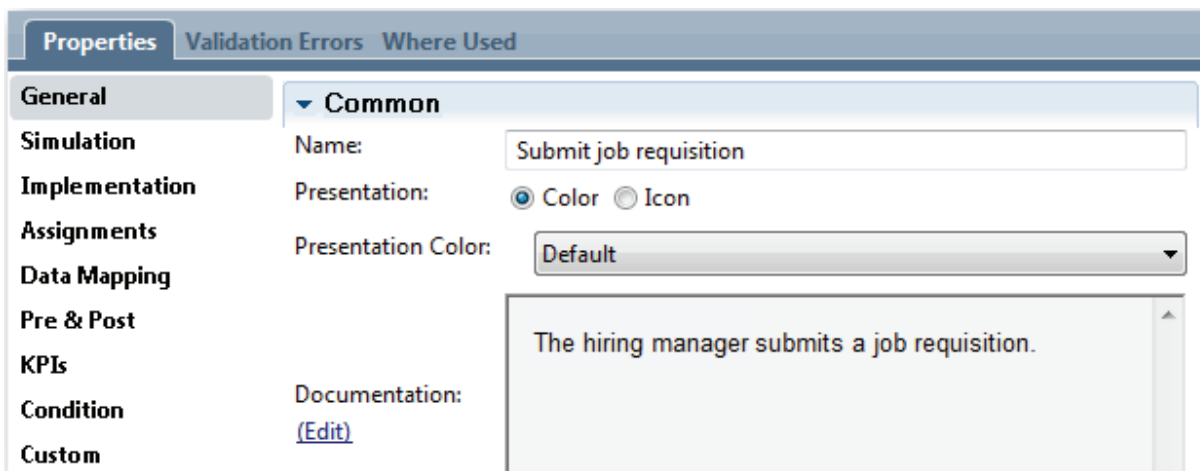 Properties Validation Errors Where Used
General
Simulation
Implementation
Assignments
Data Mapping
Pre & Post
KPIs
Condition
Custom
Common
Name: Submit job requisition
Presentation: Color Icon
Presentation Color: Default
Documentation: The hiring manager submits a job requisition.
(Edit)